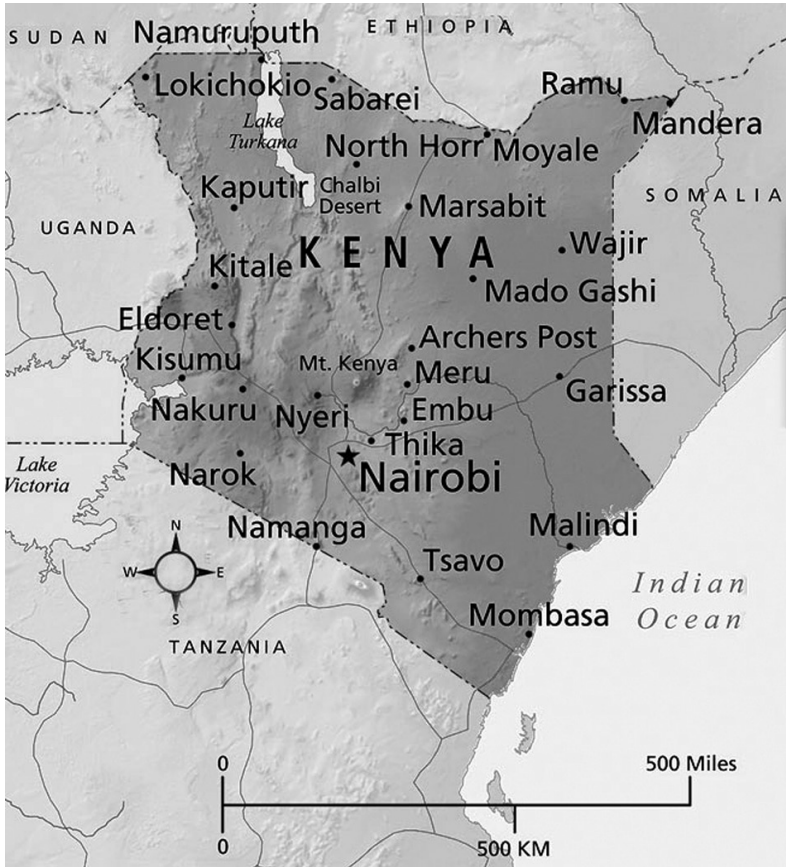 SUDAN
Namuruputh
ETHIOPIA
Lokichokio
Sabarei
Ramu
Mandera
Lake
Turkana
North Horr
Moyale
Kaputir
Chalbi
Desert
Marsabit
SOMALIA
UGANDA
KENYA
Wajir
Kitale
Mado Gashi
Eldoret
Archers Post
Kisumu
Mt. Kenya
Meru
Garissa
Nakuru
Nyeri
Embu
Thika
Lake
Victoria
Narok
Nairobi
N
Namanga
Malindi
W
E
Tsavo
Indian
Ocean
S
Mombasa
TANZANIA
0
500 Miles
0
500 KM